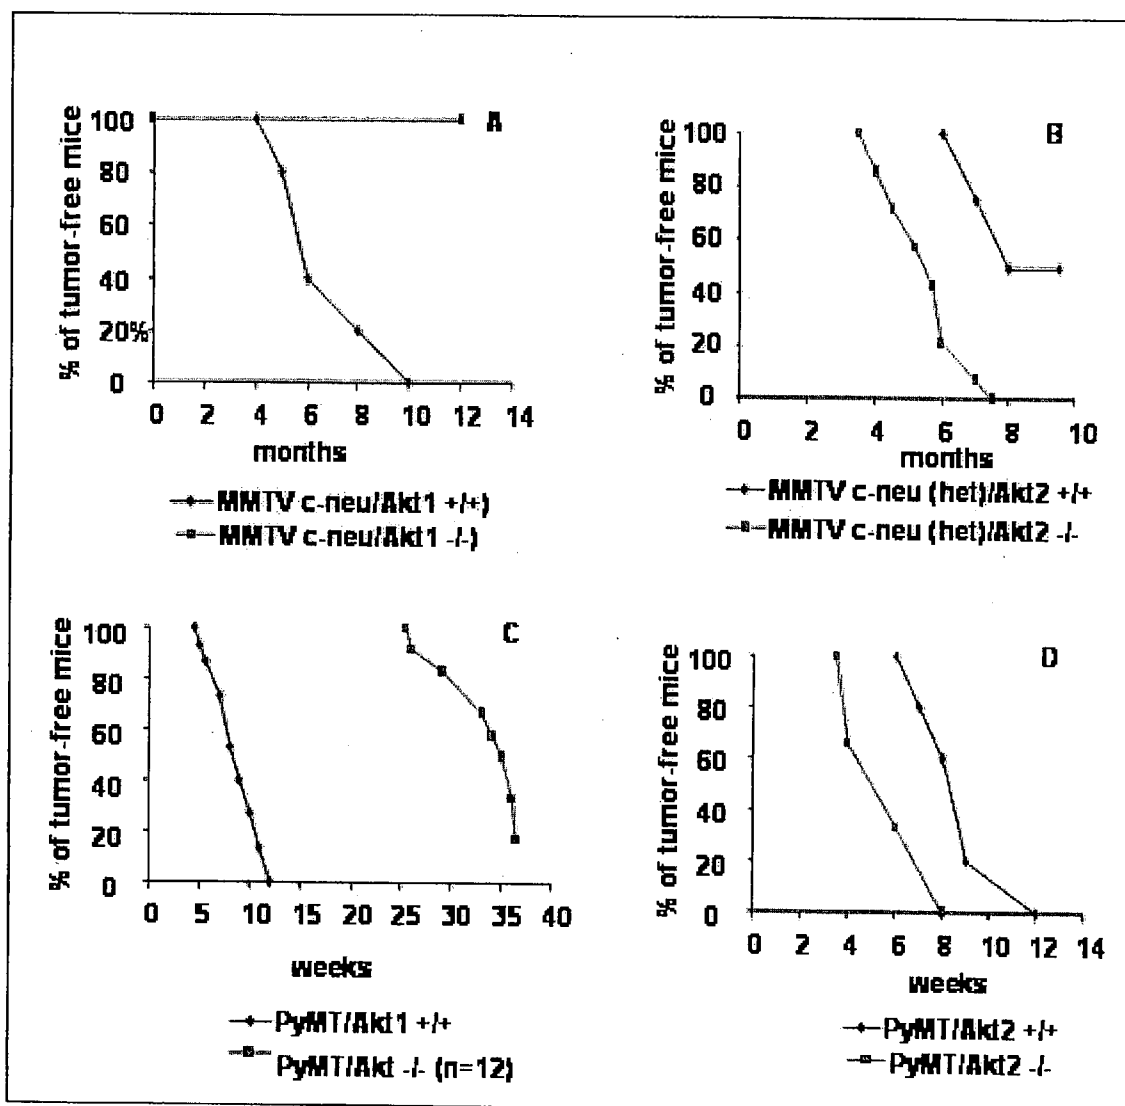 A
% of tumor-free mice
100
80
60
40
20%
0
0 2 4 6 8 10 12 14
months
MMTV c-neu/Akt1 +/+)
MMTV c-neu/Akt1 -/-)
B
% of tumor-free mice
100
80
60
40
20
0
0 2 4 6 8 10
months
MMTV c-neu (het)/Akt2 +/+
MMTV c-neu (het)/Akt2 -/-
C
% of tumor-free mice
100
80
60
40
20
0
0 5 10 15 20 25 30 35 40
weeks
PyMT/Akt1 +/+
PyMT/Akt -/- (n=12)
D
% of tumor-free mice
100
80
60
40
20
0
0 2 4 6 8 10 12 14
weeks
PyMT/Akt2 +/+
PyMT/Akt2 -/-